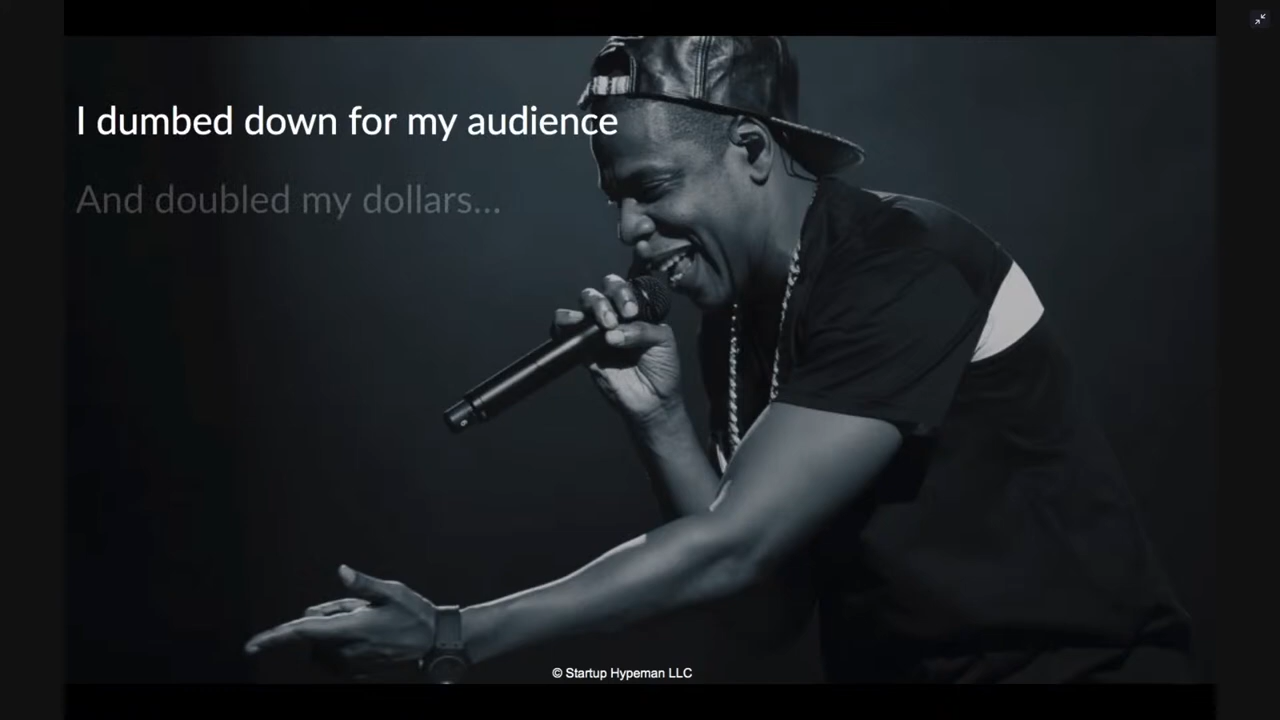 I dumbed down for my audience
And doubled my dollars...
© Startup Hypeman LLC